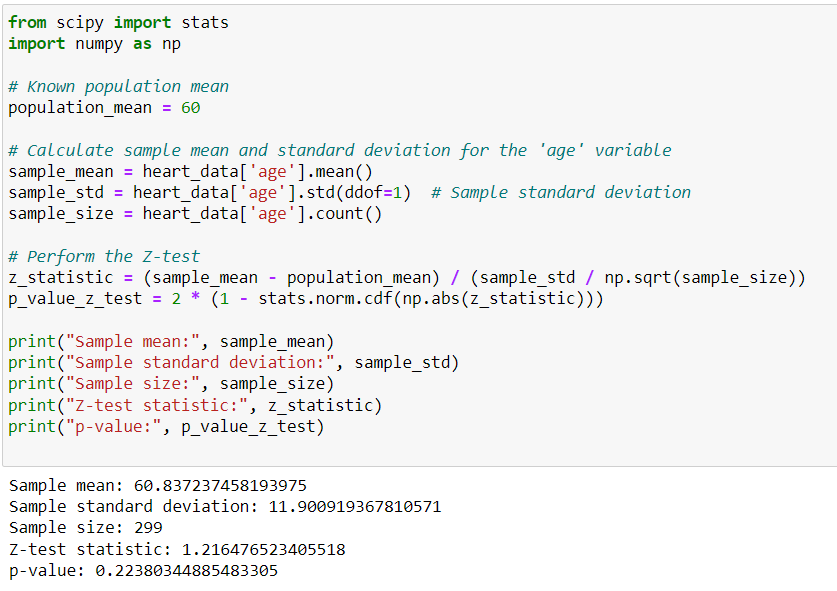 from scipy import stats
import numpy as np
# Known population mean
population_mean = 60
# Calculate sample mean and standard deviation for the 'age' variable
sample_mean = heart_data['age'].mean()
sample_std = heart_data['age'].std(ddof=1)  # Sample standard deviation
sample_size = heart_data['age'].count()
# Perform the Z-test
z_statistic = (sample_mean - population_mean) / (sample_std / np.sqrt(sample_size))
p_value_z_test = 2 * (1 - stats.norm.cdf(np.abs(z_statistic)))
print("Sample mean:", sample_mean)
print("Sample standard deviation:", sample_std)
print("Sample size:", sample_size)
print("Z-test statistic:", z_statistic)
print("p-value:", p_value_z_test)
Sample mean: 60.837237458193975
Sample standard deviation: 11.900919367810571
Sample size: 299
Z-test statistic: 1.216476523405518
p-value: 0.22380344885483305